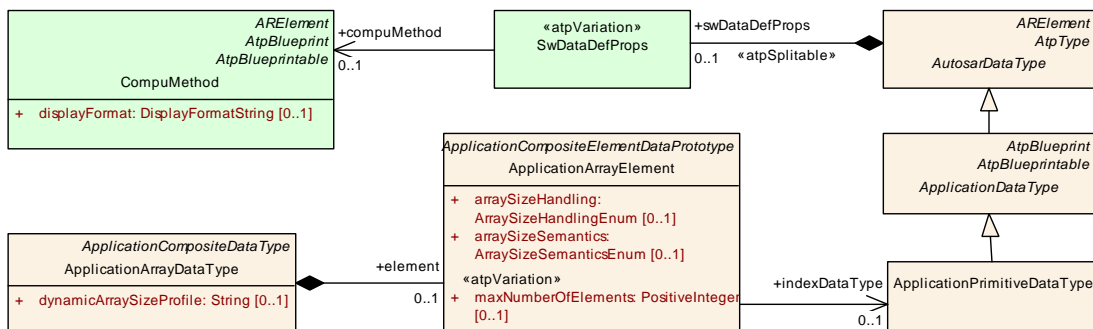 ARElement
AtpBlueprint
AtpBlueprintable
CompuMethod
+ displayFormat: DisplayFormatString [0..1]
+compuMethod
0..1
«atpVariation»
SwDataDefProps
+swDataDefProps
0..1
«atpSplitable»
ARElement
AtpType
AutosarDataType
AtpBlueprint
AtpBlueprintable
ApplicationDataType
ApplicationCompositeElementDataPrototype
ApplicationArrayElement
+ arraySizeHandling:
ArraySizeHandlingEnum [0..1]
+ arraySizeSemantics:
ArraySizeSemanticsEnum [0..1]
«atpVariation»
+ maxNumberOfElements: PositiveInteger
[0..1]
ApplicationCompositeDataType
ApplicationArrayDataType
+ dynamicArraySizeProfile: String [0..1]
+element
0..1
+indexDataType
0..1
ApplicationPrimitiveDataType